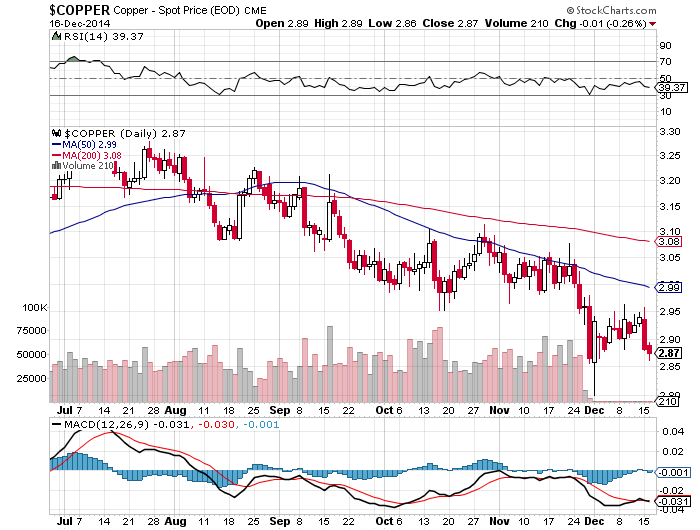 $COPPER Copper - Spot Price (EOD) CME
© StockCharts.com
16-Dec-2014
Open 2.89 High 2.89 Low 2.86 Close 2.87 Volume 210 Chg -0.01 (-0.26%)
RSI(14) 39.37
90
70
50
39.37
30
10
$COPPER (Daily) 2.87
MA(50) 2.99
MA(200) 3.08
Volume 210
3.30
3.25
3.20
3.15
3.10
3.08
3.05
2.99
2.95
2.90
2.87
2.85
2.80
210
100K
75000
50000
25000
Jul 7 14 21 28 Aug 11 18 25 Sep 8 15 22 Oct 6 13 20 27 Nov 10 17 24 Dec 8 15
MACD(12,26,9) -0.031, -0.030, -0.001
0.04
0.02
-0.001
-0.02
-0.031
-0.04
Jul 7 14 21 28 Aug 11 18 25 Sep 8 15 22 Oct 6 13 20 27 Nov 10 17 24 Dec 8 15